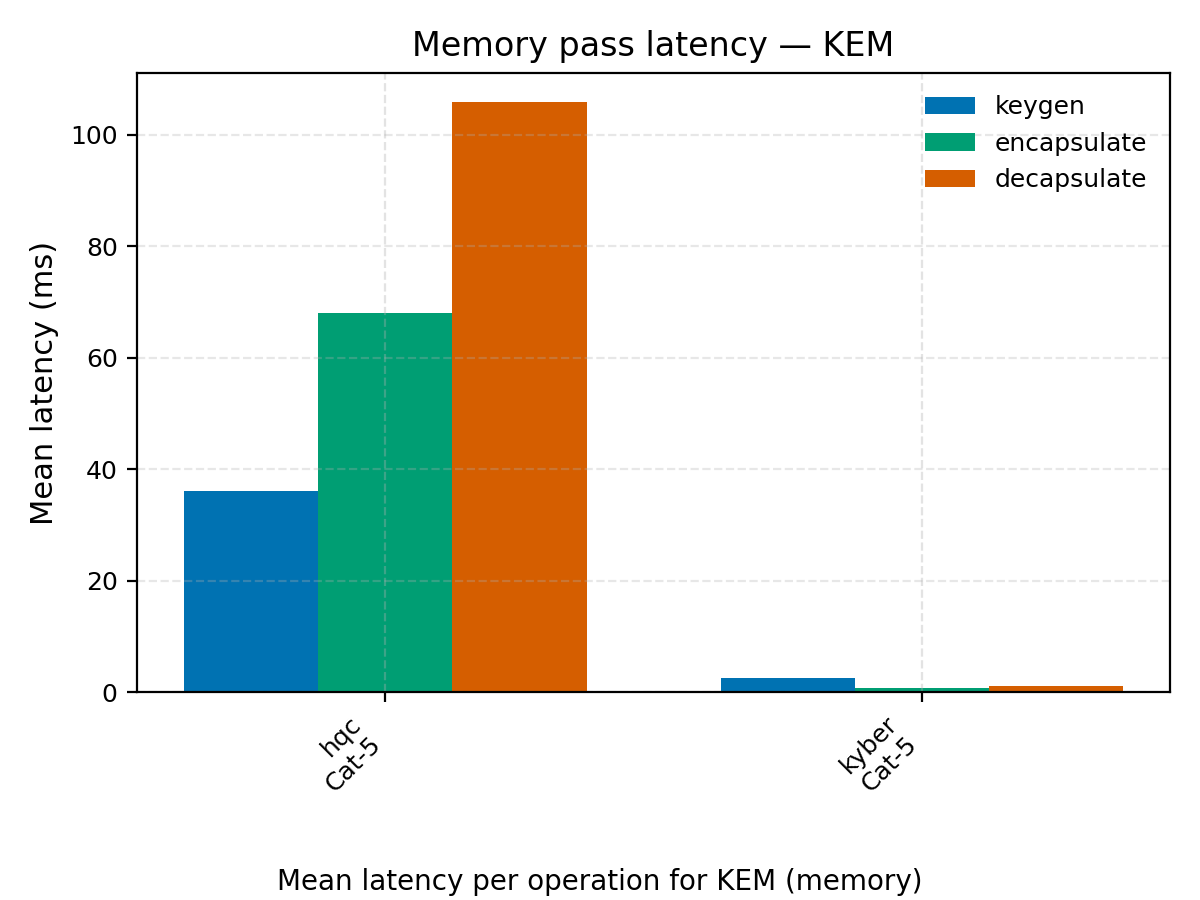 Memory pass latency — KEM
keygen
encapsulate
decapsulate
Mean latency (ms)
100
80
60
40
20
0
hqc
Cat-5
kyber
Cat-5
Mean latency per operation for KEM (memory)